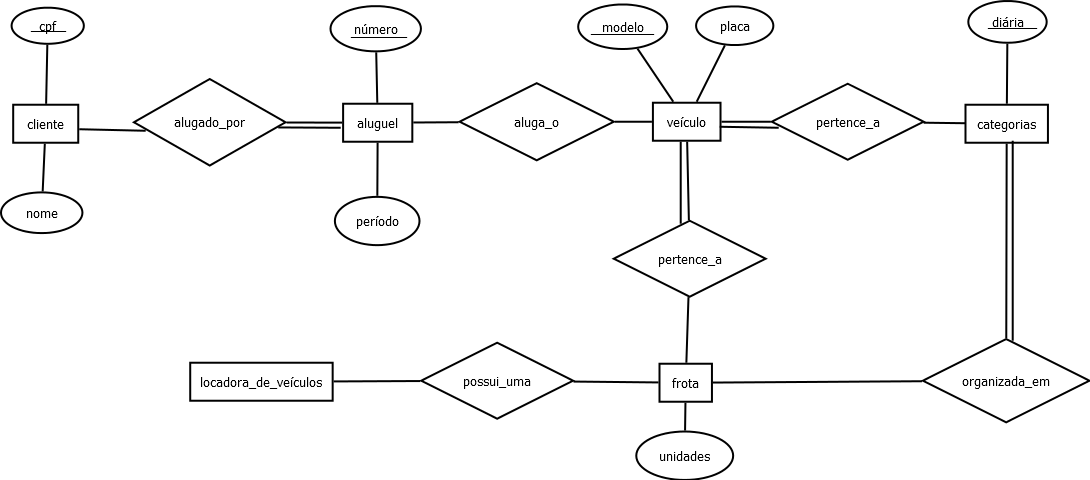 cpf
número
modelo
placa
diária
cliente
alugado_por
aluguel
aluga_o
veículo
pertence_a
categorias
nome
período
pertence_a
locadora_de_veículos
possui_uma
frota
organizada_em
unidades